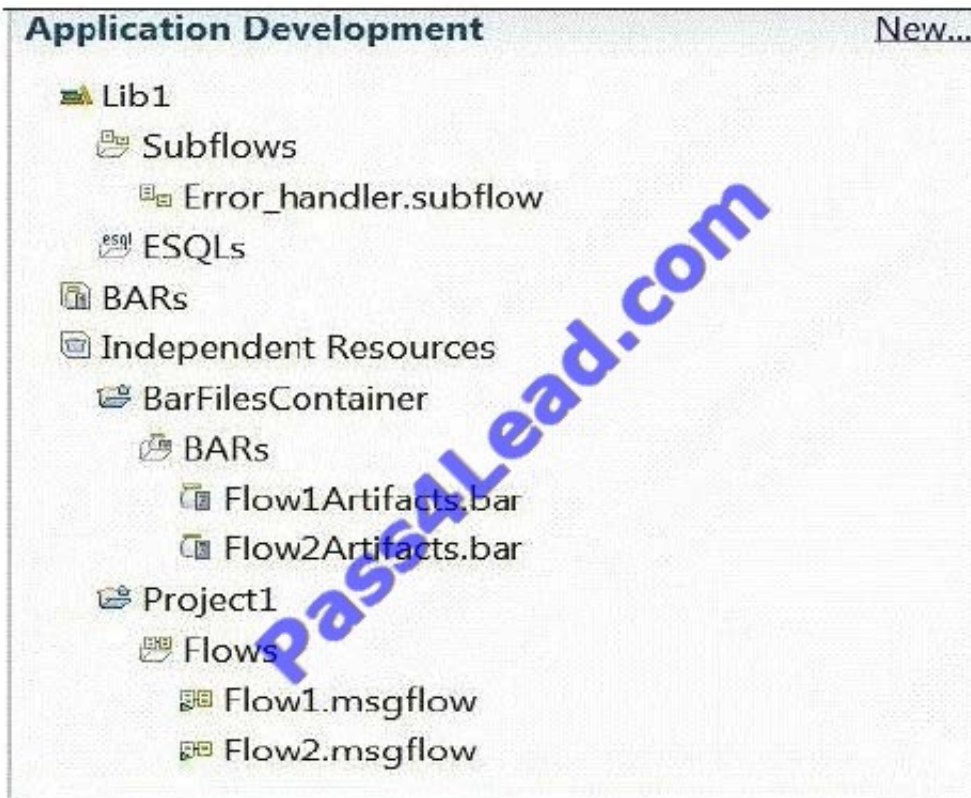 Application Development New...
Lib1
Subflows
Error_handler.subflow
esql ESQLs
BARs
Independent Resources
BarFilesContainer
BARs
Flow1Artifacts.bar
Flow2Artifacts.bar
Project1
Flows
Flow1.msgflow
Flow2.msgflow
Pass4Lead.com